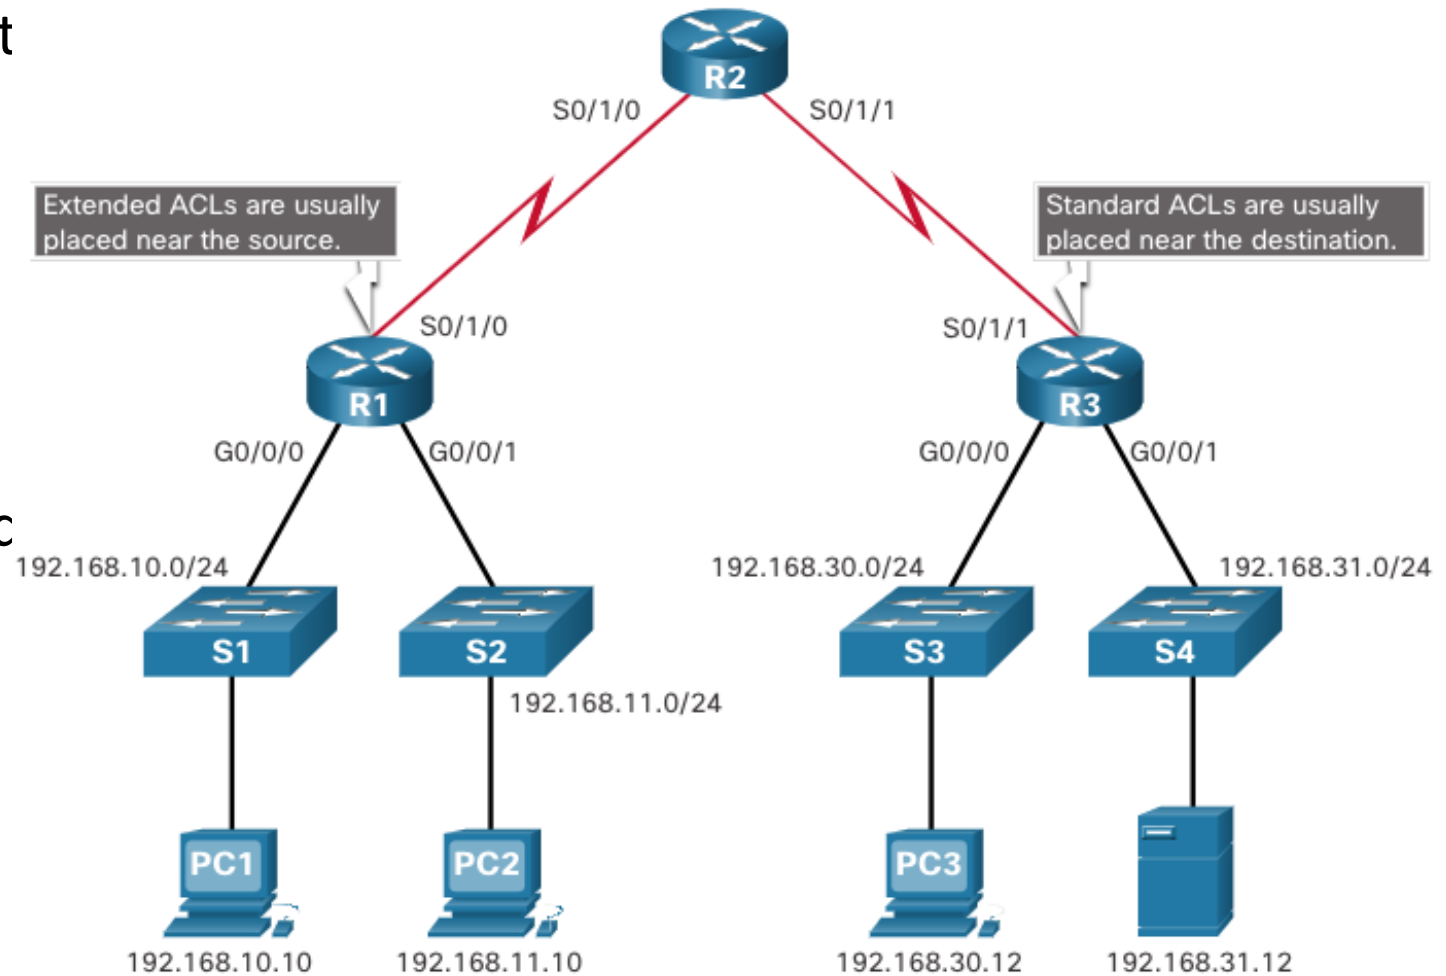 t
R2
S0/1/0
S0/1/1
Extended ACLs are usually
placed near the source.
Standard ACLs are usually
placed near the destination.
S0/1/0
S0/1/1
R1
R3
G0/0/0
G0/0/1
G0/0/0
G0/0/1
192.168.10.0/24
192.168.30.0/24
192.168.31.0/24
S1
S2
S3
S4
192.168.11.0/24
PC1
PC2
PC3
192.168.10.10
192.168.11.10
192.168.30.12
192.168.31.12